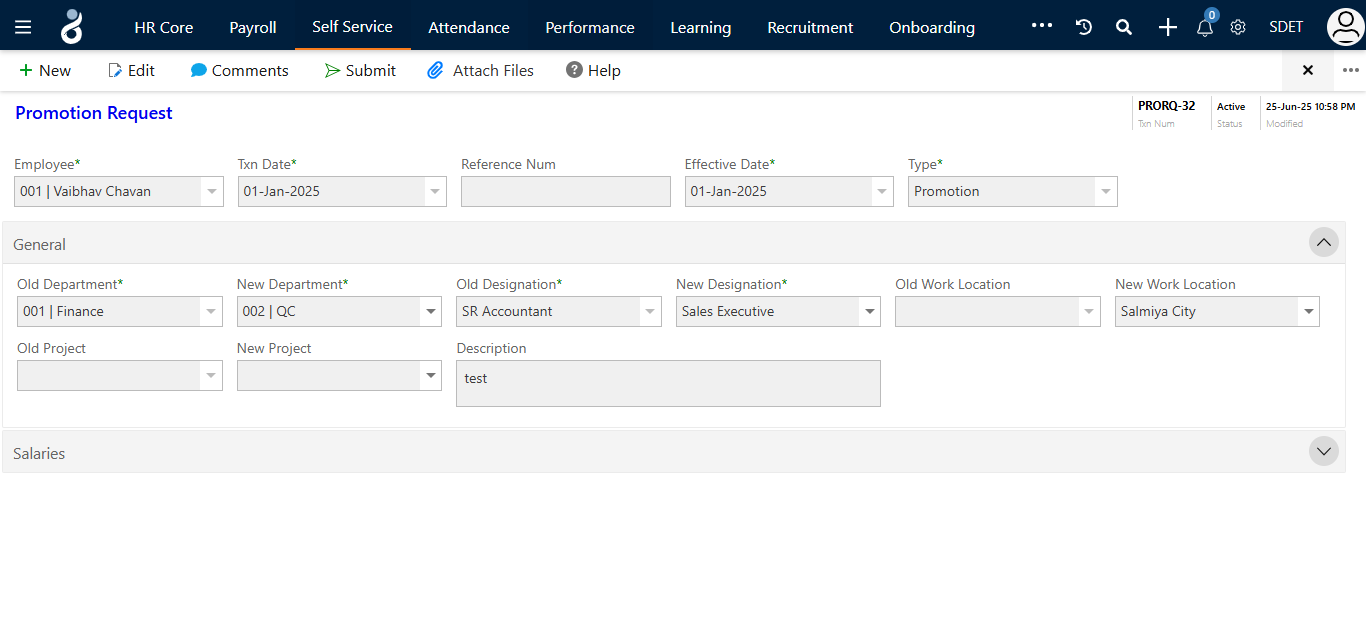 HR Core Payroll Self Service Attendance Performance Learning Recruitment Onboarding ... 0 SDET
+ New Edit Comments Submit Attach Files ? Help × ...
Promotion Request
PRORQ-32 Active 25-Jun-25 10:58 PM
Txn Num Status Modified
Employee* Txn Date* Reference Num Effective Date* Type*
001 | Vaibhav Chavan 01-Jan-2025 01-Jan-2025 Promotion
General
Old Department* New Department* Old Designation* New Designation* Old Work Location New Work Location
001 | Finance 002 | QC SR Accountant Sales Executive Salmiya City
Old Project New Project Description
test
Salaries